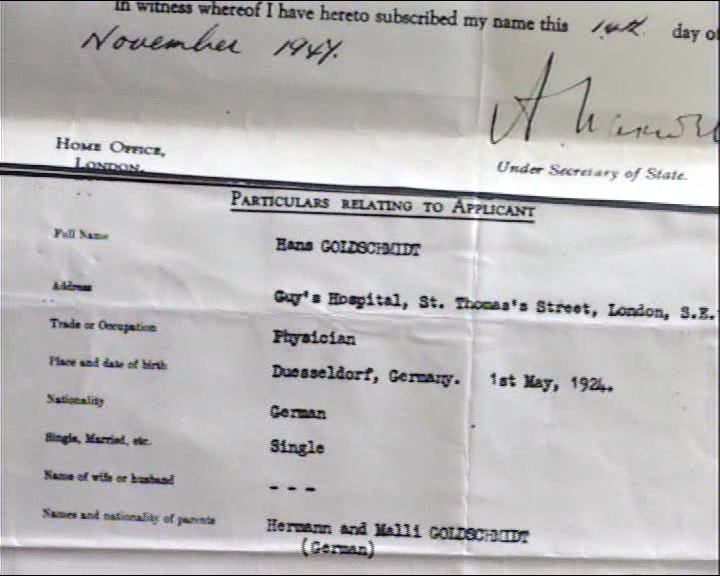 In witness whereof I have hereto subscribed my name this 14th day of
November 1947.
HOME OFFICE,
LONDON.
Under Secretary of State.
PARTICULARS RELATING TO APPLICANT
Full Name Hans GOLDSCHMIDT
Address Guy's Hospital, St. Thomas's Street, London, S.E.
Trade or Occupation Physician
Place and date of birth Duesseldorf, Germany. 1st May, 1924.
Nationality German
Single, Married, etc. Single
Name of wife or husband - - -
Names and nationality of parents Hermann and Malli GOLDSCHMIDT
(German)